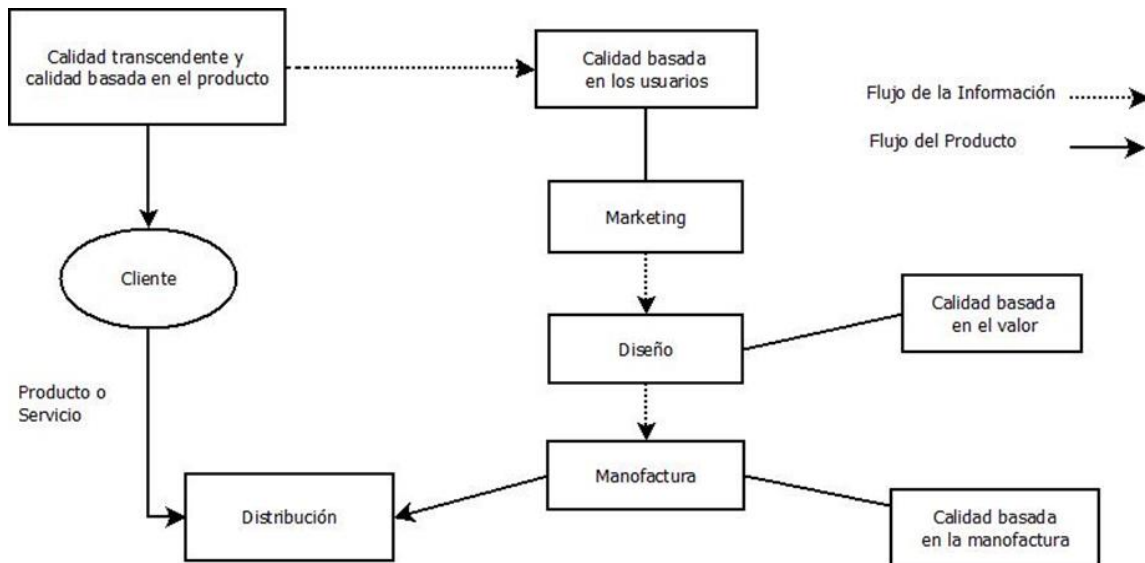 Calidad transcendente y
calidad basada en el producto
Calidad basada
en los usuarios
Flujo de la Información
Flujo del Producto
Marketing
Cliente
Calidad basada
en el valor
Diseño
Producto o
Servicio
Manofactura
Distribución
Calidad basada
en la manofactura